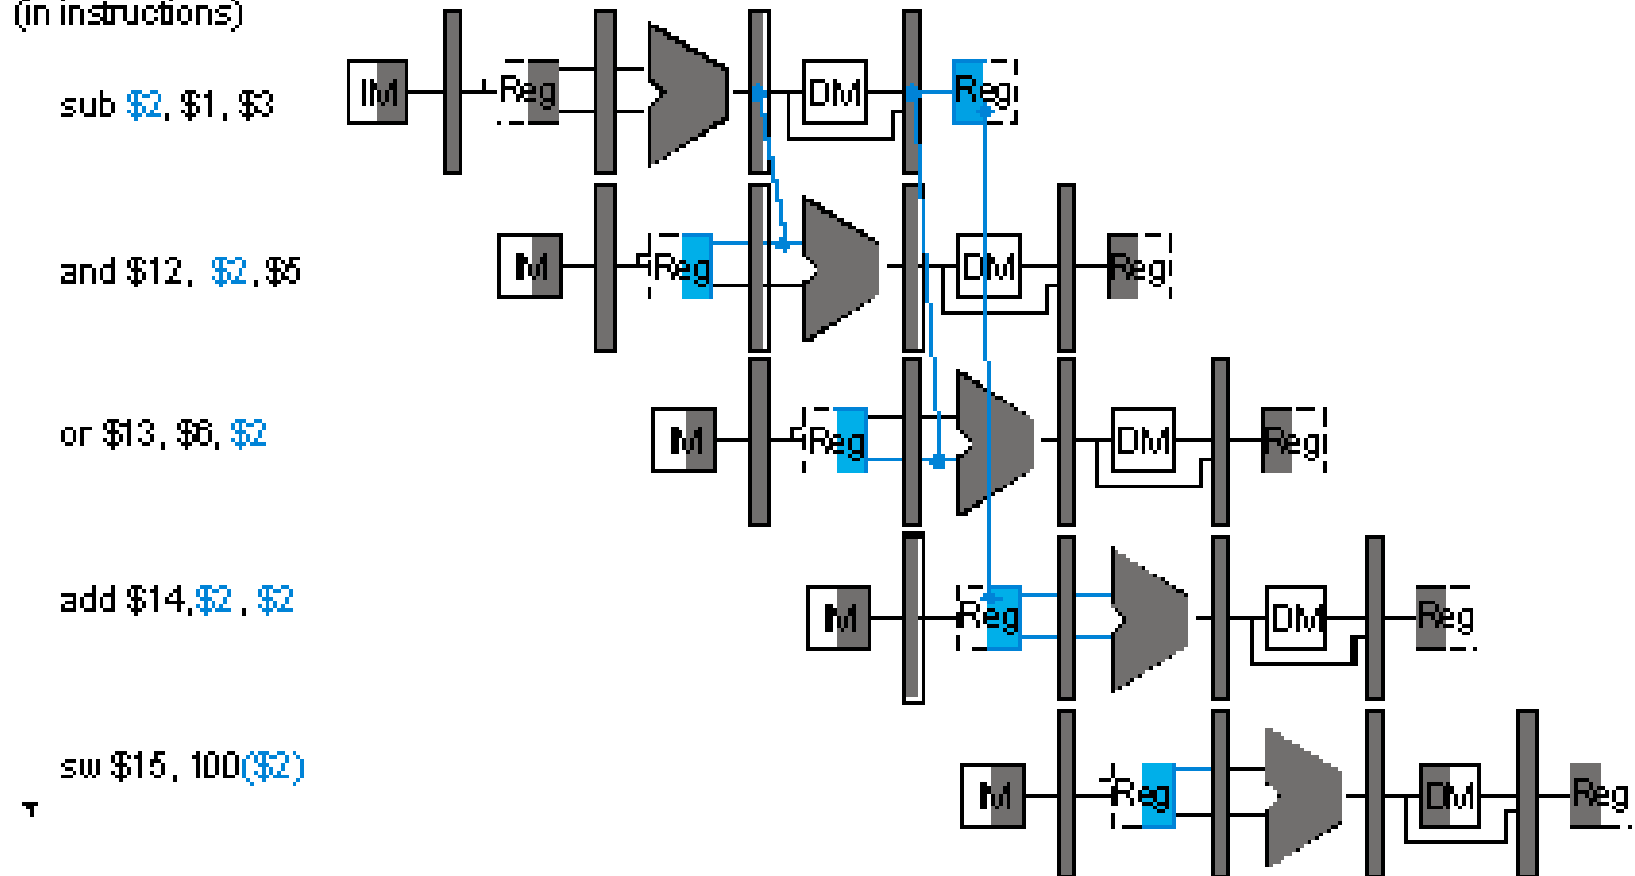 (in instructions)
sub $2, $1, $3 IM Reg DM Reg
and $12, $2,$5 IM Reg DM Reg
or $13, $6, $2 IM Reg DM Reg
add $14,$2, $2 IM Reg DM Reg
sw $15, 100($2) IM Reg DM Reg